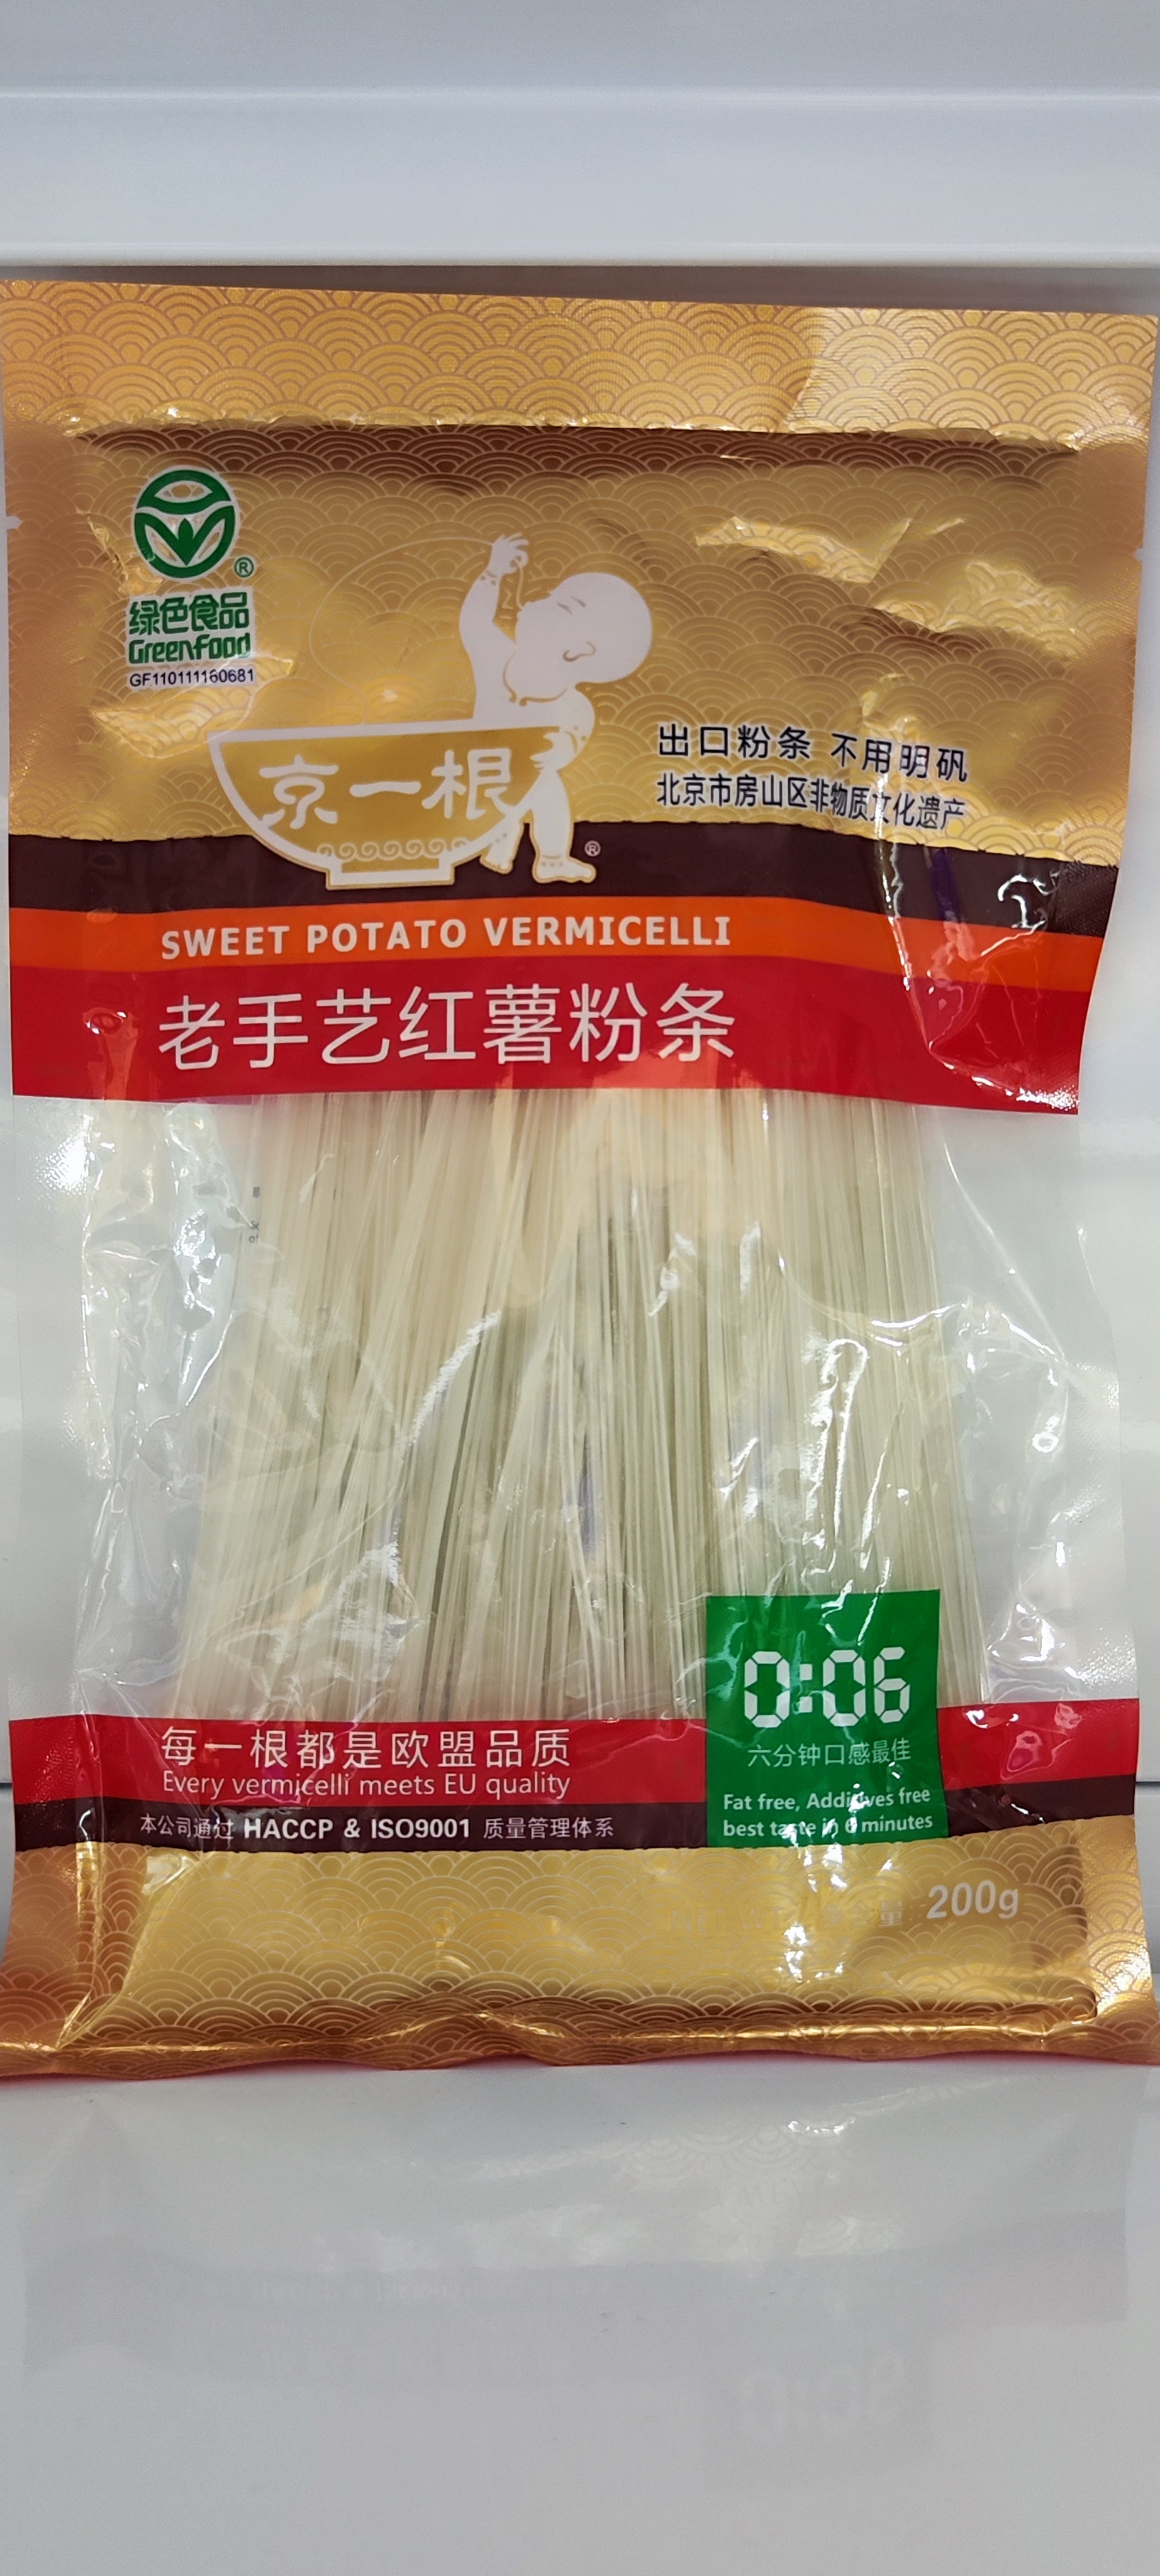 ®
绿色食品
Greenfood
GF110111160681
京一根
®
出口粉条 不用明矾
北京市房山区非物质文化遗产
SWEET POTATO VERMICELLI
老手艺红薯粉条
0:06
六分钟口感最佳
Fat free, Additives free
best taste in 6 minutes
每一根都是欧盟品质
Every vermicelli meets EU quality
本公司通过 HACCP & ISO9001 质量管理体系
量 200g